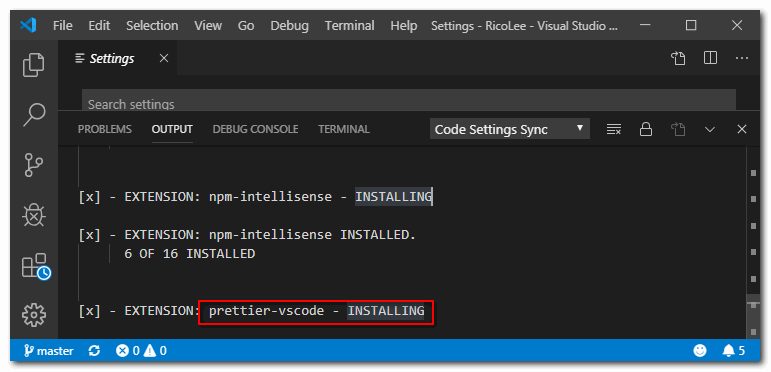 File Edit Selection View Go Debug Terminal Help Settings - RicoLee - Visual Studio ...
Settings
Search settings
PROBLEMS OUTPUT DEBUG CONSOLE TERMINAL Code Settings Sync
[x] - EXTENSION: npm-intellisense - INSTALLING
[x] - EXTENSION: npm-intellisense INSTALLED.
6 OF 16 INSTALLED
[x] - EXTENSION: prettier-vscode - INSTALLING
master 0 0 5